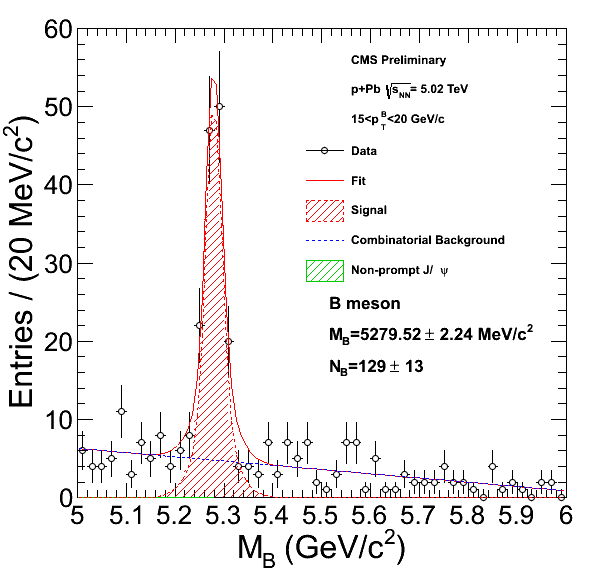 Entries / (20 MeV/c²)
60
50
40
30
20
10
0
CMS Preliminary
p+Pb √s_NN= 5.02 TeV
15<p_T^B<20 GeV/c
Data
Fit
Signal
Combinatorial Background
Non-prompt J/ ψ
B meson
M_B=5279.52 ± 2.24 MeV/c²
N_B=129 ± 13
5 5.1 5.2 5.3 5.4 5.5 5.6 5.7 5.8 5.9 6
M_B (GeV/c²)